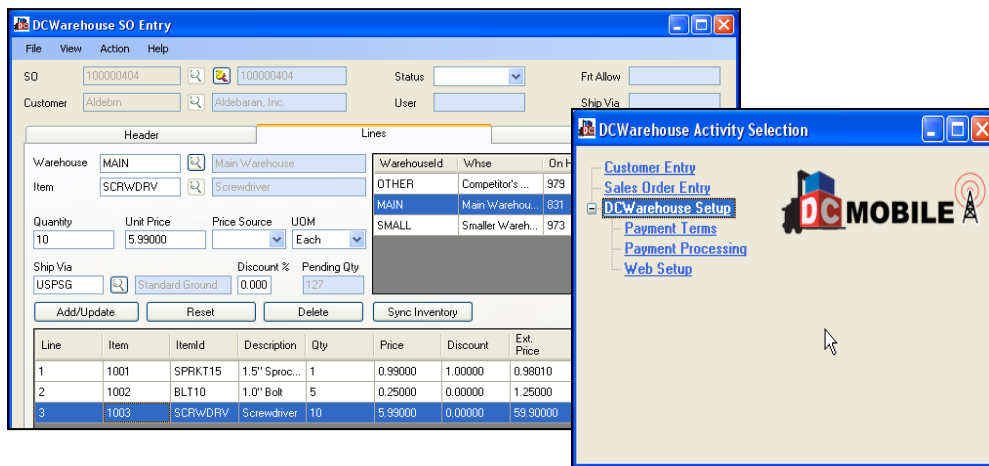 DCWarehouse SO Entry
File View Action Help
SO 100000404 100000404 Status Frt Allow
Customer Aldebrn Aldebaran, Inc. User Ship Via
Header Lines
Warehouse MAIN Main Warehouse
Item SCRWDRV Screwdriver
Quantity Unit Price Price Source UOM
10 5.99000 Each
Ship Via Discount % Pending Qty
USPSG Standard Ground 0.000 127
WarehouseId Whse On H
OTHER Competitor's ... 979
MAIN Main Warehou... 831
SMALL Smaller Wareh... 973
Add/Update Reset Delete Sync Inventory
Line Item ItemId Description Qty Price Discount Ext. Price
1 1001 SPRKT15 1.5" Sproc... 1 0.99000 1.00000 0.98010
2 1002 BLT10 1.0" Bolt 5 0.25000 0.00000 1.25000
3 1003 SCRWDRV Screwdriver 10 5.99000 0.00000 59.90000
DCWarehouse Activity Selection
Customer Entry
Sales Order Entry
DCWarehouse Setup
Payment Terms
Payment Processing
Web Setup
DC MOBILE